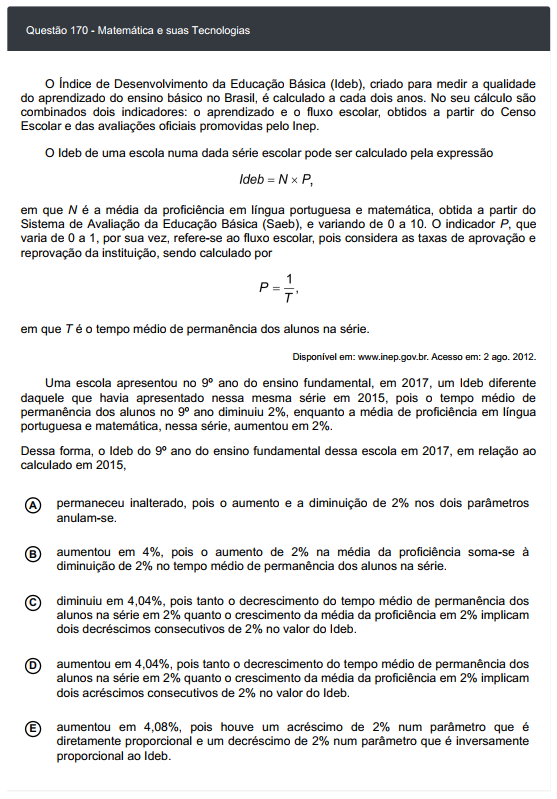 Questão 170 - Matemática e suas Tecnologias
O Índice de Desenvolvimento da Educação Básica (Ideb), criado para medir a qualidade
do aprendizado do ensino básico no Brasil, é calculado a cada dois anos. No seu cálculo são
combinados dois indicadores: o aprendizado e o fluxo escolar, obtidos a partir do Censo
Escolar e das avaliações oficiais promovidas pelo Inep.
O Ideb de uma escola numa dada série escolar pode ser calculado pela expressão
Ideb = N × P,
em que N é a média da proficiência em língua portuguesa e matemática, obtida a partir do
Sistema de Avaliação da Educação Básica (Saeb), e variando de 0 a 10. O indicador P, que
varia de 0 a 1, por sua vez, refere-se ao fluxo escolar, pois considera as taxas de aprovação e
reprovação da instituição, sendo calculado por
P = 1/T,
em que T é o tempo médio de permanência dos alunos na série.
Disponível em: www.inep.gov.br. Acesso em: 2 ago. 2012.
Uma escola apresentou no 9º ano do ensino fundamental, em 2017, um Ideb diferente
daquele que havia apresentado nessa mesma série em 2015, pois o tempo médio de
permanência dos alunos no 9º ano diminuiu 2%, enquanto a média de proficiência em língua
portuguesa e matemática, nessa série, aumentou em 2%.
Dessa forma, o Ideb do 9º ano do ensino fundamental dessa escola em 2017, em relação ao
calculado em 2015,
A permaneceu inalterado, pois o aumento e a diminuição de 2% nos dois parâmetros
anulam-se.
B aumentou em 4%, pois o aumento de 2% na média da proficiência soma-se à
diminuição de 2% no tempo médio de permanência dos alunos na série.
C diminuiu em 4,04%, pois tanto o decrescimento do tempo médio de permanência dos
alunos na série em 2% quanto o crescimento da média da proficiência em 2% implicam
dois decréscimos consecutivos de 2% no valor do Ideb.
D aumentou em 4,04%, pois tanto o decrescimento do tempo médio de permanência dos
alunos na série em 2% quanto o crescimento da média da proficiência em 2% implicam
dois acréscimos consecutivos de 2% no valor do Ideb.
E aumentou em 4,08%, pois houve um acréscimo de 2% num parâmetro que é
diretamente proporcional e um decréscimo de 2% num parâmetro que é inversamente
proporcional ao Ideb.